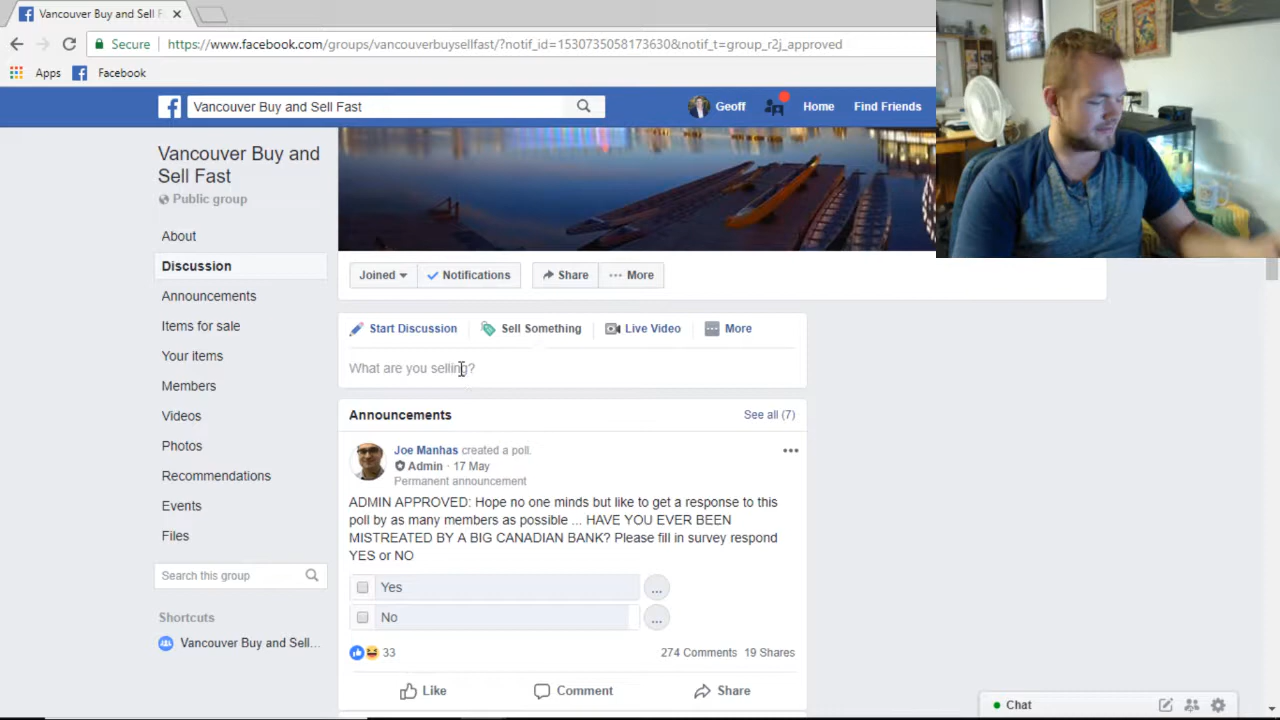 Vancouver Buy and Sell F
Secure
https://www.facebook.com/groups/vancouverbuysellfast/?notif_id=1530735058173630&notif_t=group_r2j_approved
Apps Facebook
Vancouver Buy and Sell Fast
Geoff Home Find Friends
Vancouver Buy and
Sell Fast
Public group
About
Discussion
Announcements
Items for sale
Your items
Members
Videos
Photos
Recommendations
Events
Files
Search this group
Shortcuts
Vancouver Buy and Sell...
Joined Notifications Share More
Start Discussion Sell Something Live Video More
What are you selling?
Announcements See all (7)
Joe Manhas created a poll.
Admin · 17 May
Permanent announcement
ADMIN APPROVED: Hope no one minds but like to get a response to this
poll by as many members as possible ... HAVE YOU EVER BEEN
MISTREATED BY A BIG CANADIAN BANK? Please fill in survey respond
YES or NO
Yes ...
No ...
33 274 Comments 19 Shares
Like Comment Share
Chat